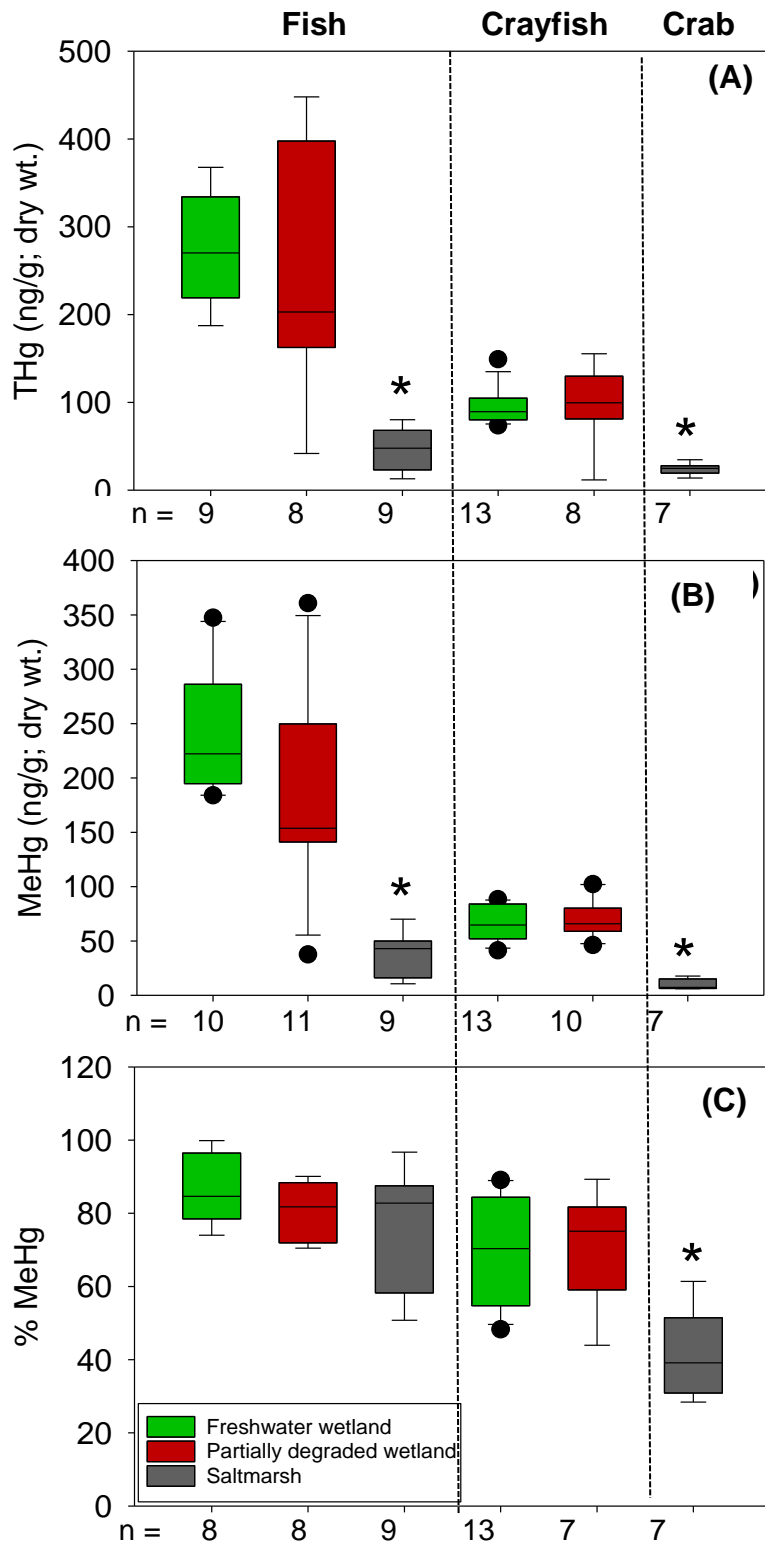 Fish Crayfish Crab
(A)
THg (ng/g; dry wt.)
500
400
300
200
100
0
*
*
n = 9 8 9 13 8 7
(B)
)
MeHg (ng/g; dry wt.)
400
350
300
250
200
150
100
50
0
*
*
n = 10 11 9 13 10 7
(C)
% MeHg
120
100
80
60
40
20
0
*
Freshwater wetland
Partially degraded wetland
Saltmarsh
n = 8 8 9 13 7 7